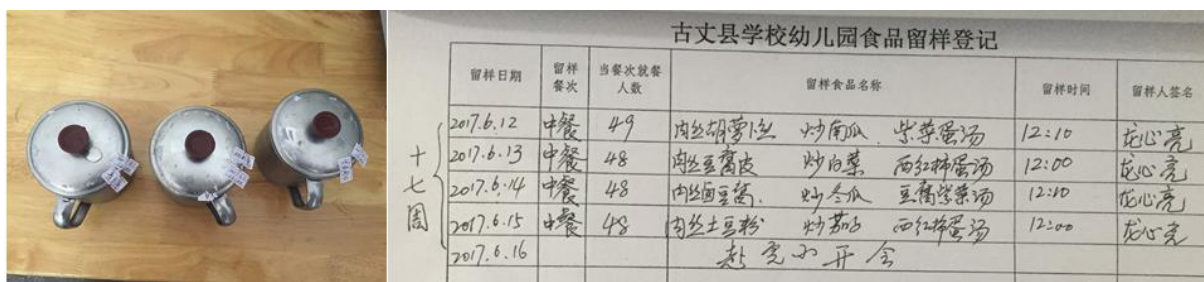 古丈县学校幼儿园食品留样登记
留样日期 留样餐次 当餐次就餐人数 留样食品名称 留样时间 留样人签名
十七周
2017.6.12 中餐 49 肉丝胡萝卜丝 炒南瓜 紫菜蛋汤 12:10 龙心亮
2017.6.13 中餐 48 肉丝豆腐皮 炒白菜 西红柿蛋汤 12:00 龙心亮
2017.6.14 中餐 48 肉丝卤豆腐. 炒冬瓜 豆腐紫菜汤 12:10 龙心亮
2017.6.15 中餐 48 肉丝土豆粉 炒茄子 西红柿蛋汤 12:00 龙心亮
2017.6.16 开会